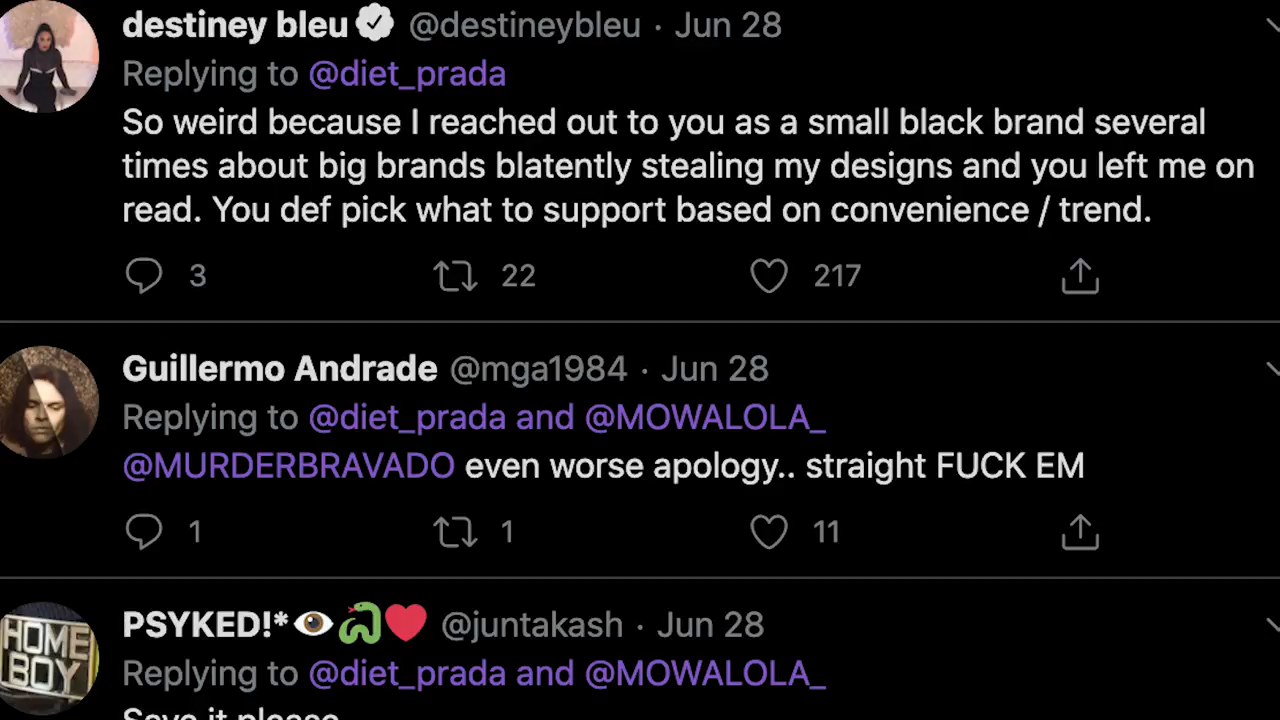 destiney bleu @destineybleu · Jun 28
Replying to @diet_prada
So weird because I reached out to you as a small black brand several
times about big brands blatently stealing my designs and you left me on
read. You def pick what to support based on convenience / trend.
3 22 217
Guillermo Andrade @mga1984 · Jun 28
Replying to @diet_prada and @MOWALOLA_
@MURDERBRAVADO even worse apology.. straight FUCK EM
1 1 11
HOME
BOY
PSYKED!*👁️🐍❤️ @juntakash · Jun 28
Replying to @diet_prada and @MOWALOLA_
Save it please